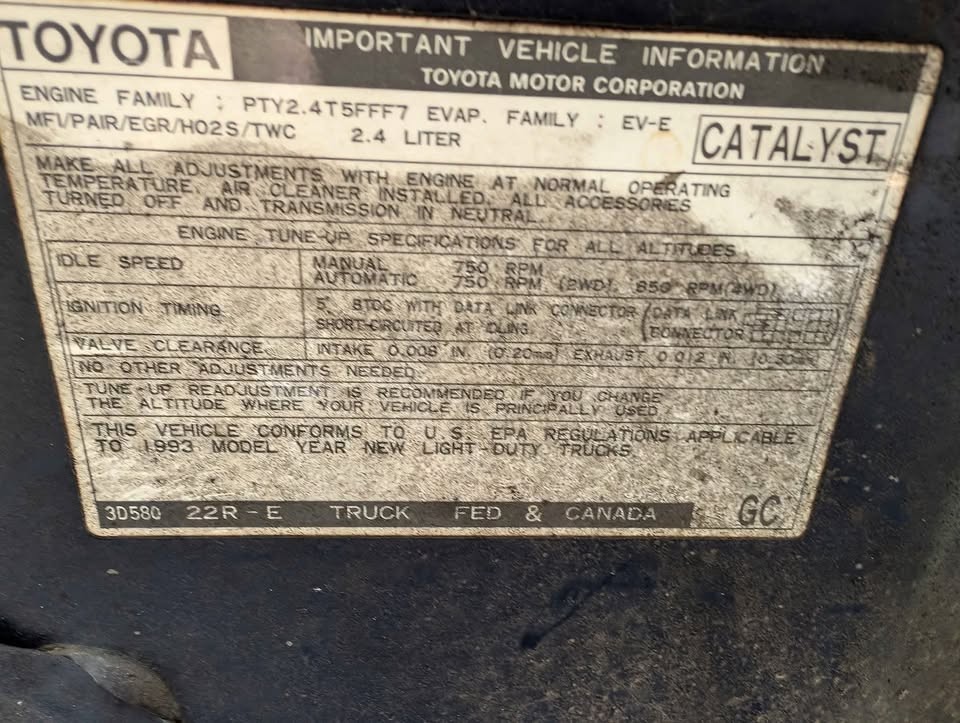 TOYOTA
IMPORTANT VEHICLE INFORMATION
TOYOTA MOTOR CORPORATION
ENGINE FAMILY : PTY2.4T5FFF7 EVAP. FAMILY : EV-E
MFI/PAIR/EGR/HO2S/TWC 2.4 LITER
CATALYST
MAKE ALL ADJUSTMENTS WITH ENGINE AT NORMAL OPERATING
TEMPERATURE, AIR CLEANER INSTALLED, ALL ACCESSORIES
TURNED OFF AND TRANSMISSION IN NEUTRAL.
ENGINE TUNE-UP SPECIFICATIONS FOR ALL ALTITUDES
IDLE SPEED
MANUAL 750 RPM
AUTOMATIC 750 RPM (2WD), 850 RPM(4WD)
IGNITION TIMING
5° BTDC WITH DATA LINK CONNECTOR
SHORT-CIRCUITED AT IDLING.
(DATA LINK
CONNECTOR
VALVE CLEARANCE
INTAKE 0.008 IN. (0.20mm) EXHAUST 0.012 IN. (0.30mm)
NO OTHER ADJUSTMENTS NEEDED.
TUNE-UP READJUSTMENT IS RECOMMENDED IF YOU CHANGE
THE ALTITUDE WHERE YOUR VEHICLE IS PRINCIPALLY USED.
THIS VEHICLE CONFORMS TO U.S. EPA REGULATIONS APPLICABLE
TO 1993 MODEL YEAR NEW LIGHT-DUTY TRUCKS.
3D580 22R-E TRUCK FED & CANADA GC